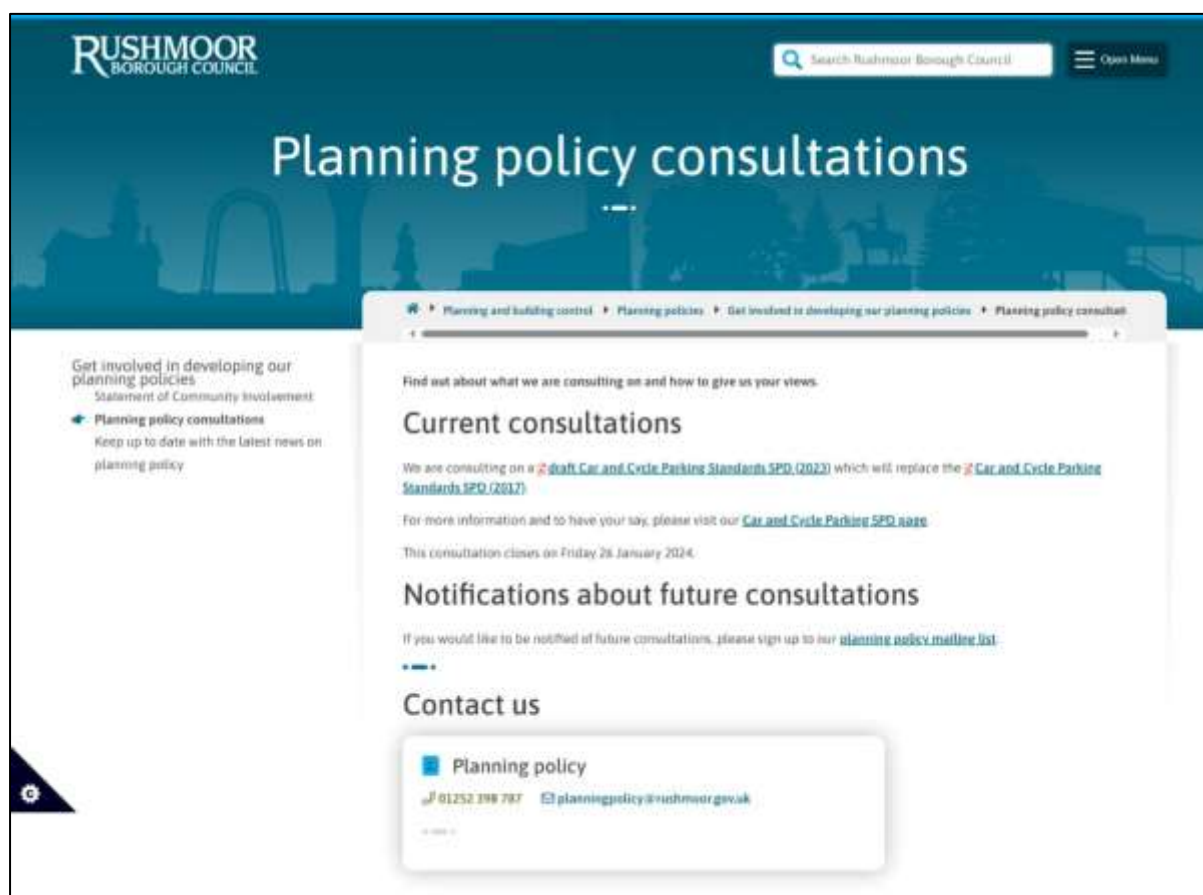 RUSHMOOR
BOROUGH COUNCIL
Search Rushmoor Borough Council
Open Menu
Planning policy consultations
Planning and building control Planning policies Get involved in developing our planning policies Planning policy consultati
Get involved in developing our
planning policies
Statement of Community Involvement
Planning policy consultations
Keep up to date with the latest news on
planning policy
Find out about what we are consulting on and how to give us your views.
Current consultations
We are consulting on a draft Car and Cycle Parking Standards SPD (2023) which will replace the Car and Cycle Parking
Standards SPD (2017)
For more information and to have your say, please visit our Car and Cycle Parking SPD page.
This consultation closes on Friday 26 January 2024.
Notifications about future consultations
If you would like to be notified of future consultations, please sign up to our planning policy mailing list.
Contact us
Planning policy
01252 398 787 planningpolicy@rushmoor.gov.uk